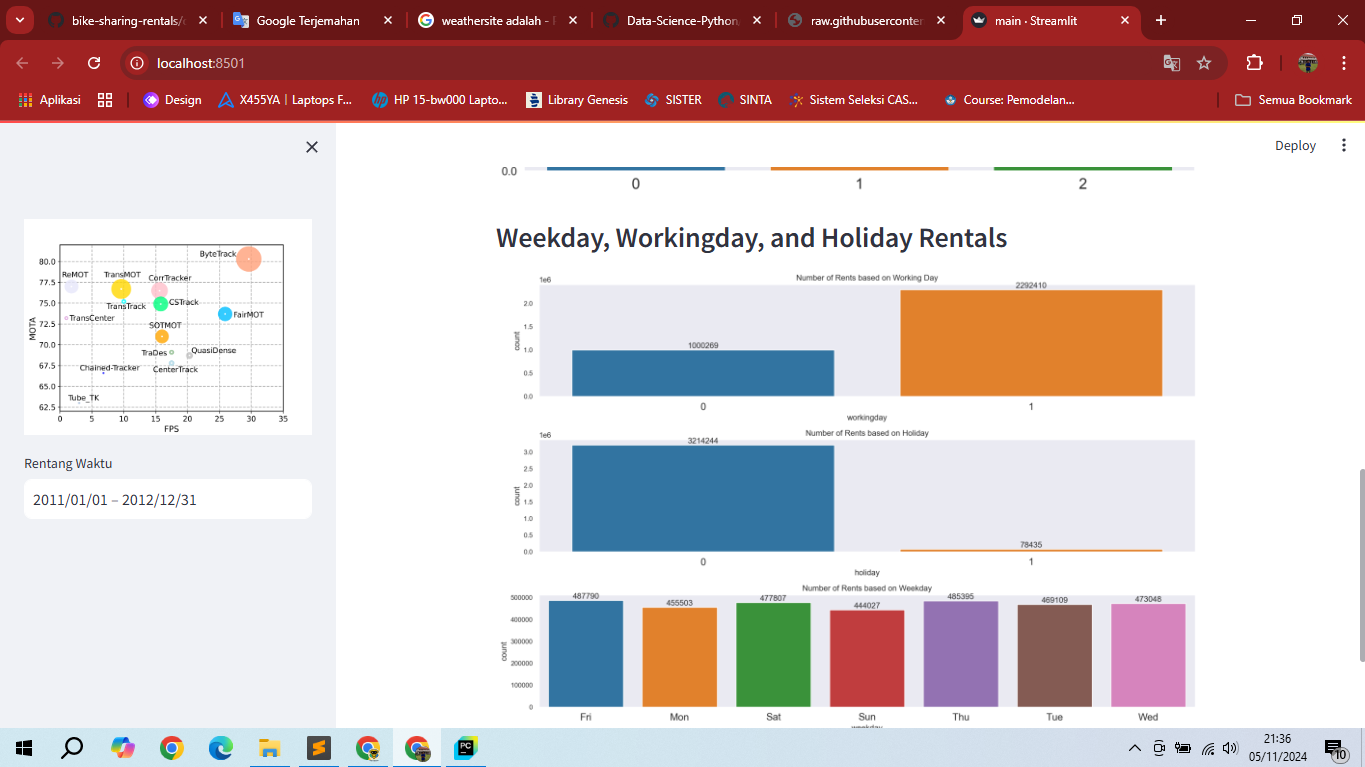 bike-sharing-rentals/
Google Terjemahan
weathersite adalah -
Data-Science-Python
raw.githubuserconter
main · Streamlit
localhost:8501
Aplikasi
Design
X455YA | Laptops F...
HP 15-bw000 Lapto...
Library Genesis
SISTER
SINTA
Sistem Seleksi CAS...
Course: Pemodelan...
Semua Bookmark
Deploy
0.0
0 1 2
Weekday, Workingday, and Holiday Rentals
Number of Rents based on Working Day
1e6
2292410
1000269
2.0
1.5
1.0
0.5
0.0
count
0 1
workingday
Number of Rents based on Holiday
1e6
3214244
78435
3.0
2.5
2.0
1.5
1.0
0.5
0.0
count
0 1
holiday
Number of Rents based on Weekday
487790 455503 477807 444027 485395 469109 473048
500000
400000
300000
200000
100000
0
count
Fri Mon Sat Sun Thu Tue Wed
weekday
ByteTrack
ReMOT
TransMOT
CorrTracker
TransTrack
CSTrack
TransCenter
FairMOT
SOTMOT
TraDes
QuasiDense
Chained-Tracker
CenterTrack
Tube_TK
80.0
77.5
75.0
72.5
70.0
67.5
65.0
62.5
MOTA
0 5 10 15 20 25 30 35
FPS
Rentang Waktu
2011/01/01 – 2012/12/31
PC
21:36
05/11/2024
10